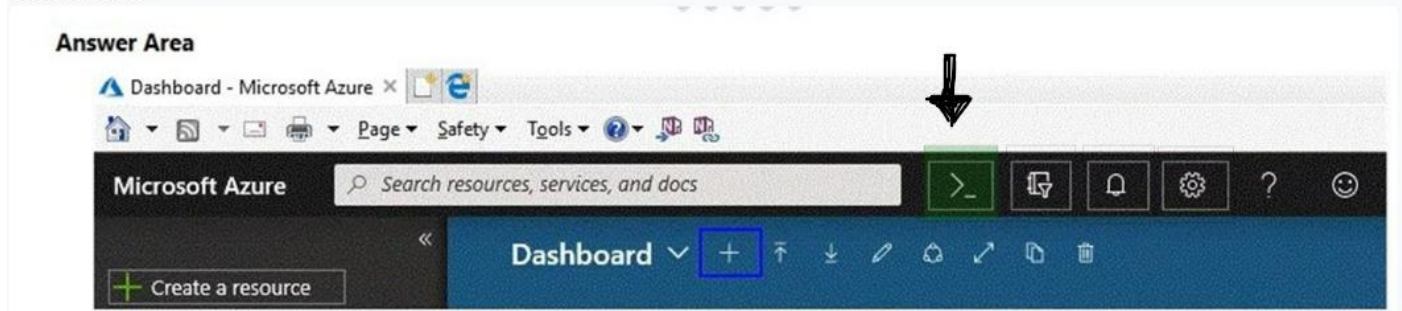 Answer Area
Dashboard - Microsoft Azure ×
Page Safety Tools
Microsoft Azure Search resources, services, and docs >_ ?
« Dashboard +
+ Create a resource